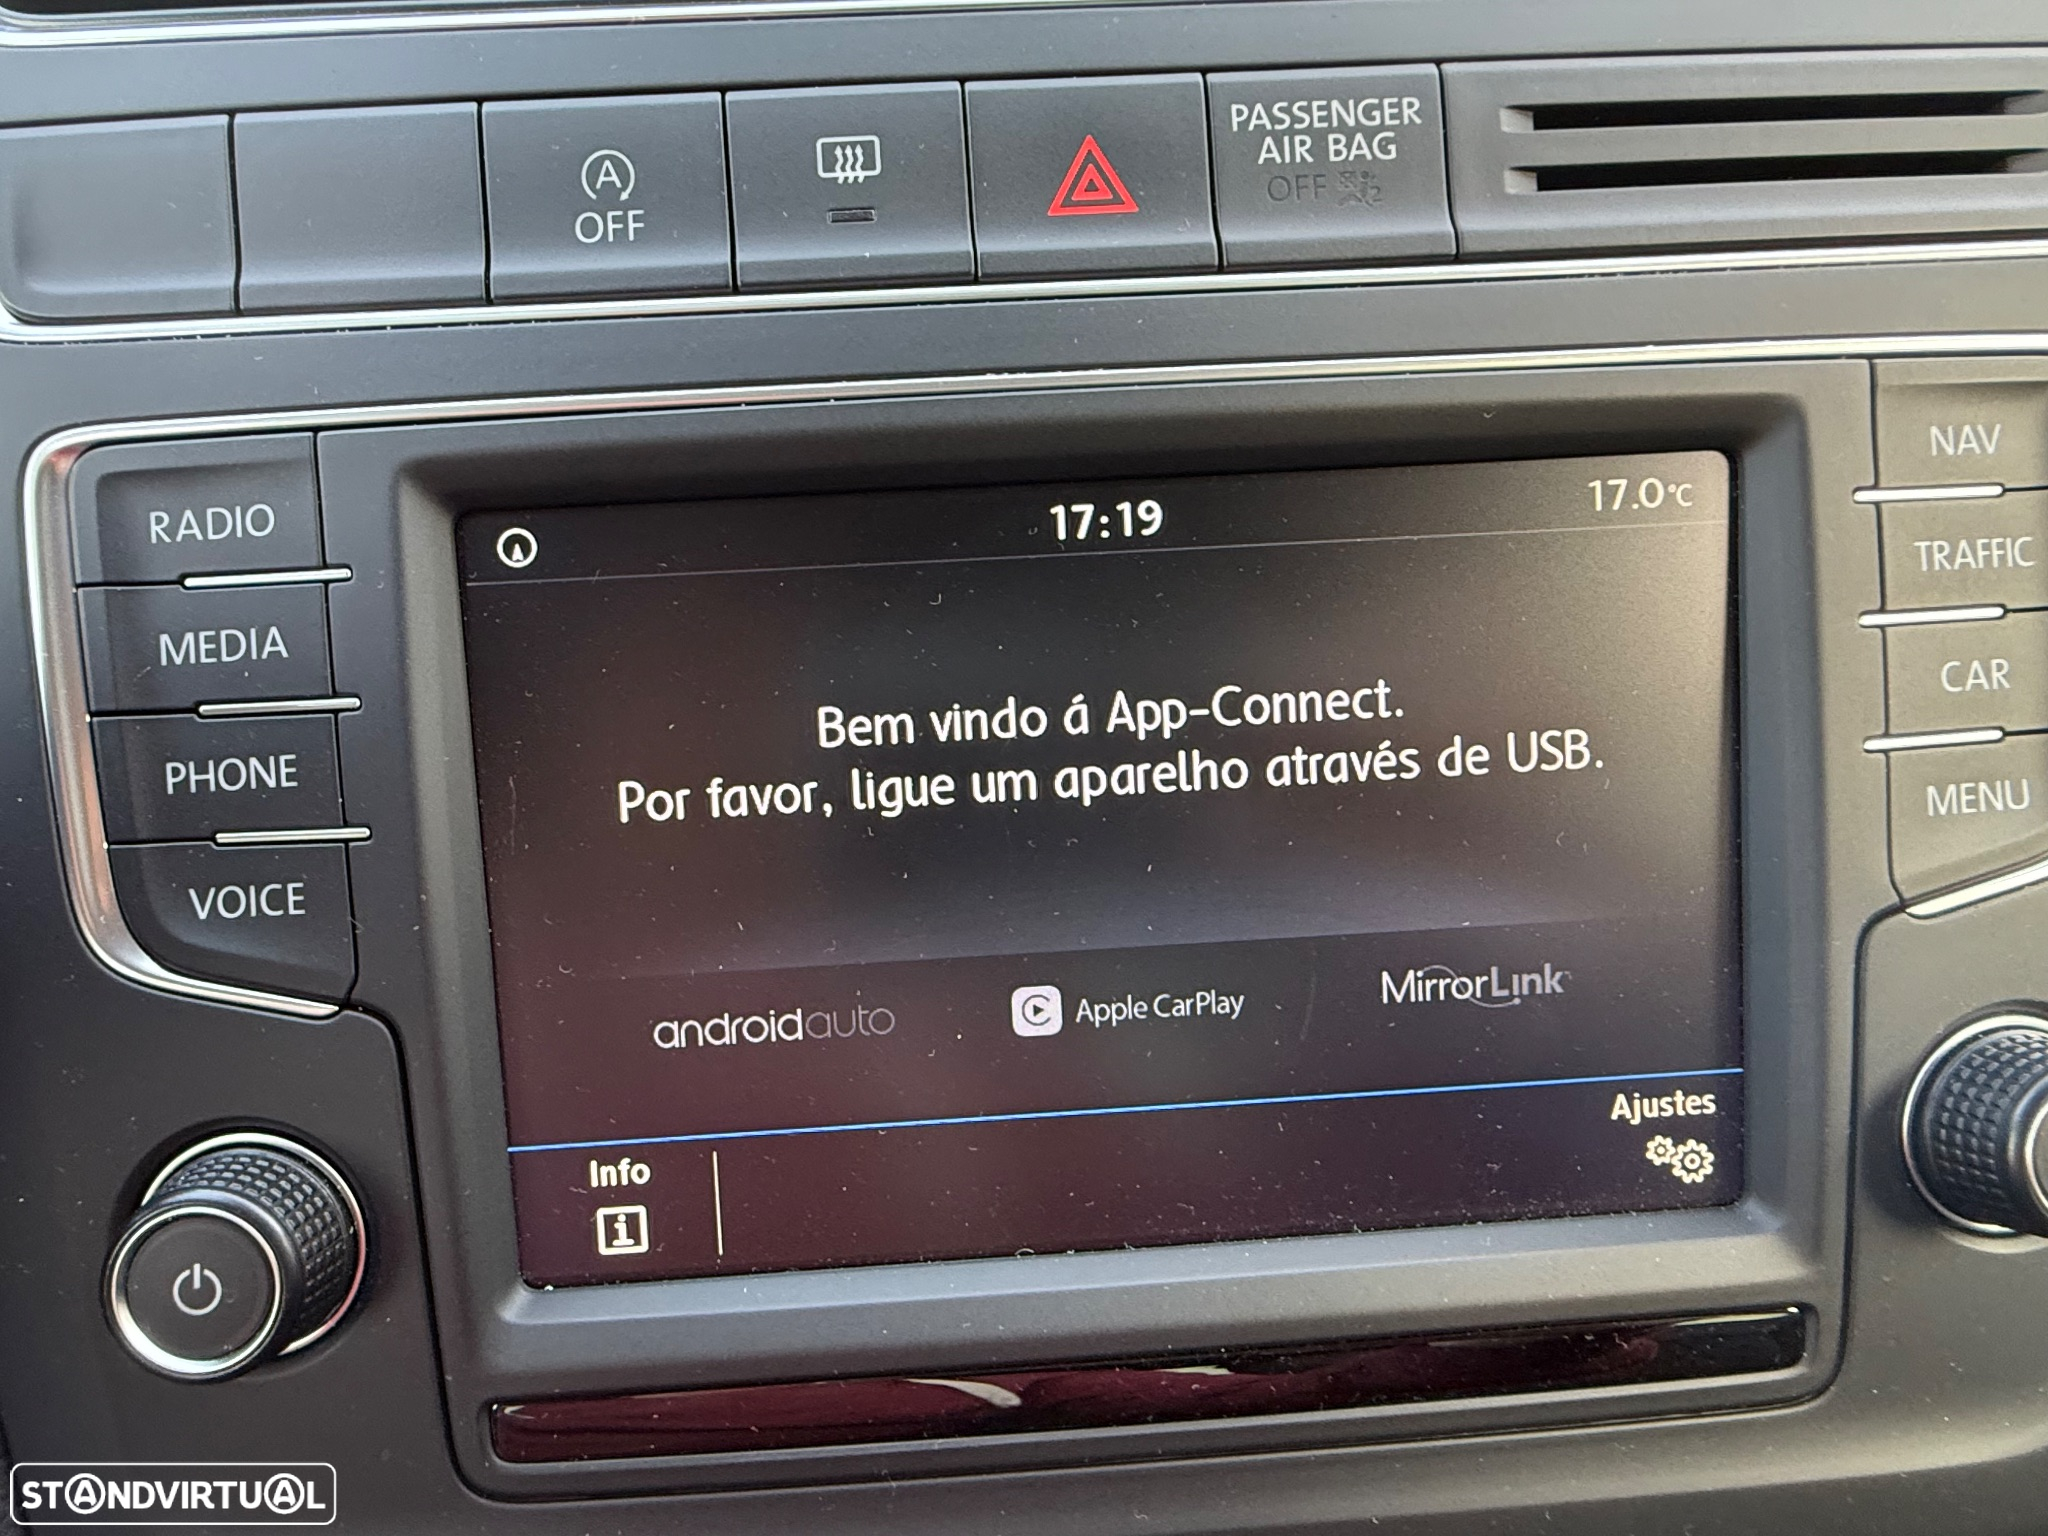 A
OFF
PASSENGER
AIR BAG
OFF 2
RADIO
MEDIA
PHONE
VOICE
17:19
17.0°C
Bem vindo á App-Connect.
Por favor, ligue um aparelho através de USB.
androidauto
Apple CarPlay
MirrorLink
Info
i
Ajustes
NAV
TRAFFIC
CAR
MENU
STANDVIRTUAL